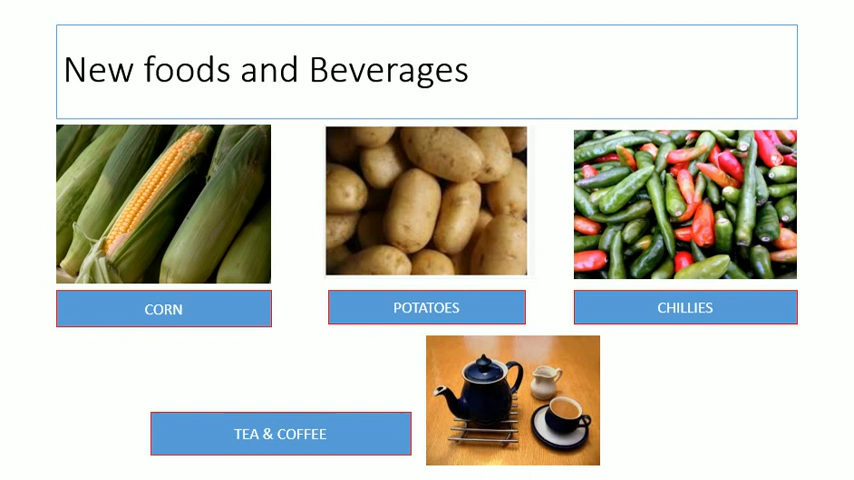 New foods and Beverages
CORN
POTATOES
CHILLIES
TEA & COFFEE